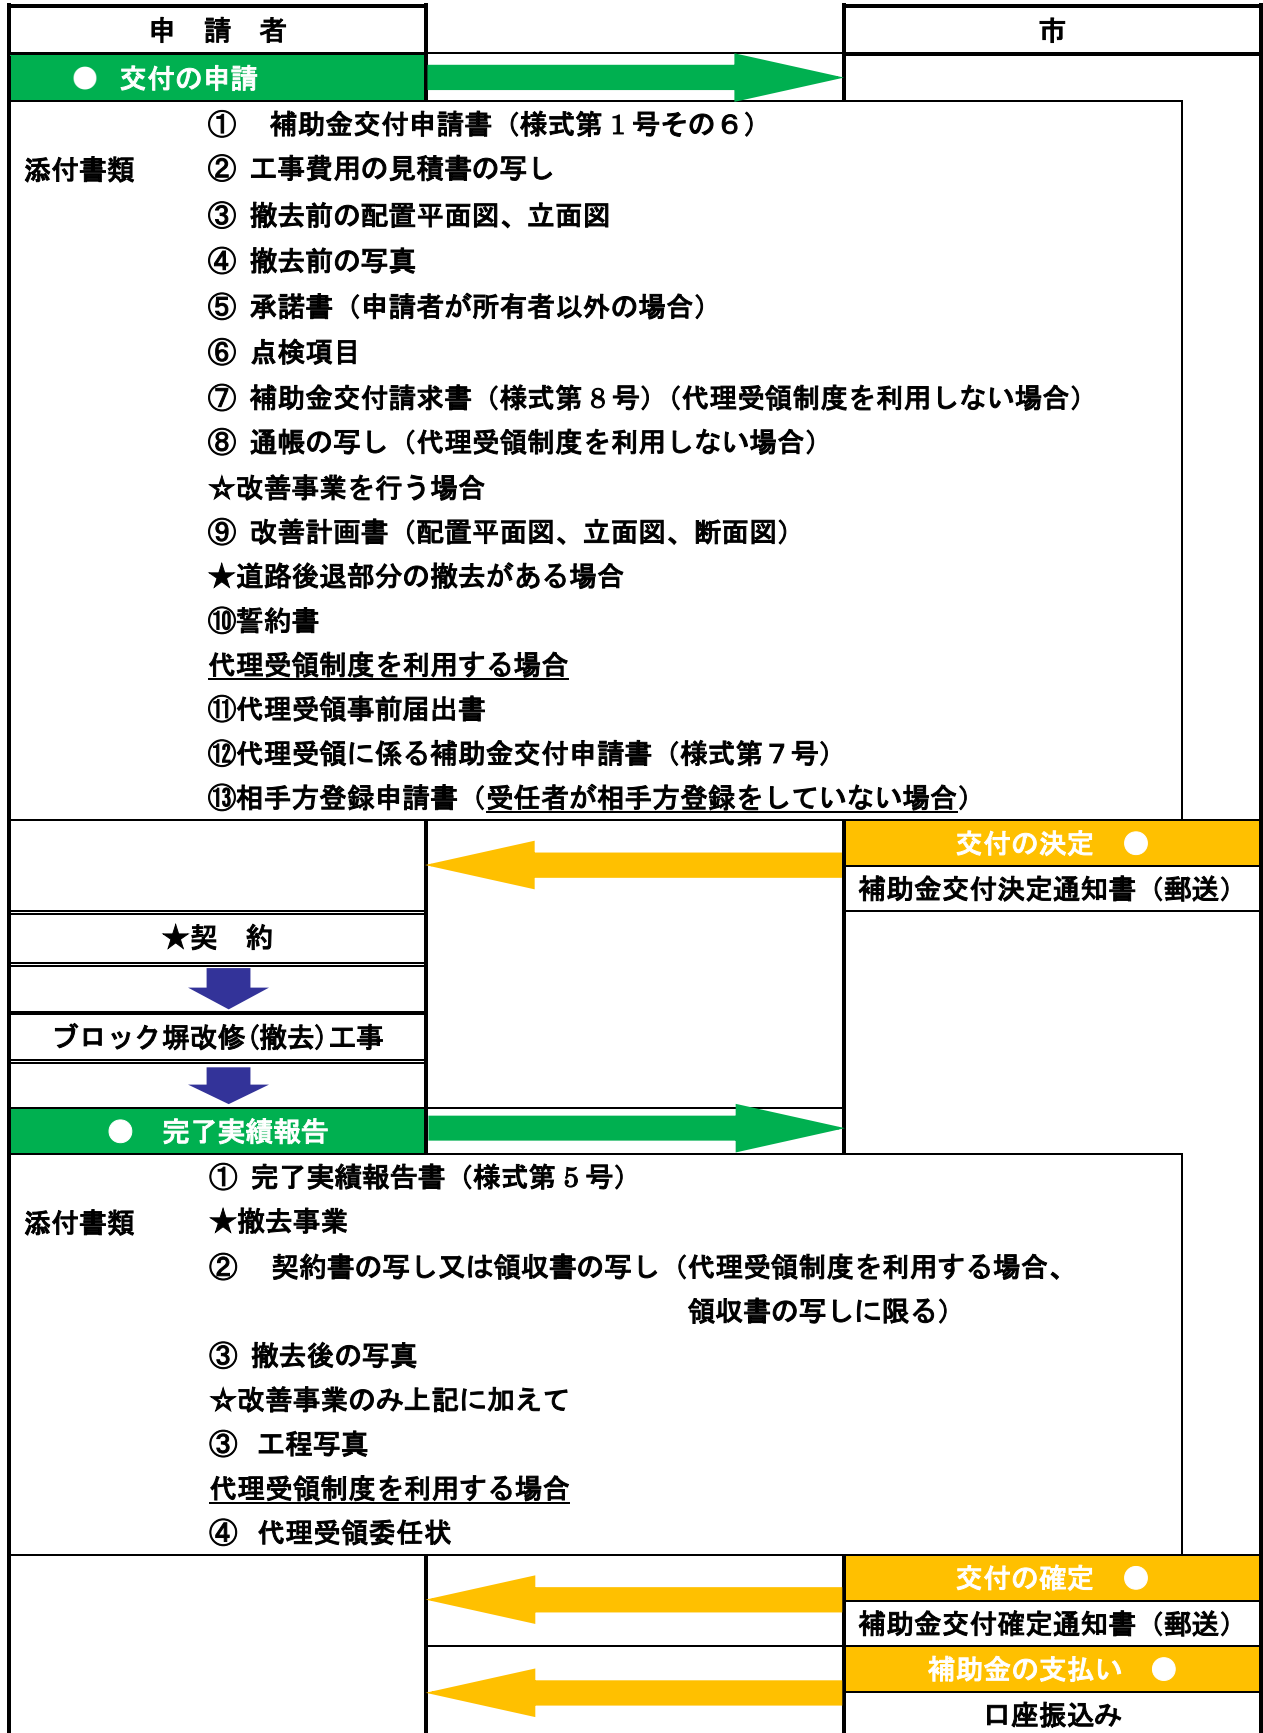 申　請　者
市
● 交付の申請
①　補助金交付申請書（様式第１号その６）
添付書類
② 工事費用の見積書の写し
③ 撤去前の配置平面図、立面図
④ 撤去前の写真
⑤ 承諾書（申請者が所有者以外の場合）
⑥ 点検項目
⑦ 補助金交付請求書（様式第８号）（代理受領制度を利用しない場合）
⑧ 通帳の写し（代理受領制度を利用しない場合）
☆改善事業を行う場合
⑨ 改善計画書（配置平面図、立面図、断面図）
★道路後退部分の撤去がある場合
⑩誓約書
代理受領制度を利用する場合
⑪代理受領事前届出書
⑫代理受領に係る補助金交付申請書（様式第７号）
⑬相手方登録申請書（受任者が相手方登録をしていない場合）
交付の決定　●
補助金交付決定通知書（郵送）
★契　約
ブロック塀改修(撤去)工事
●　完了実績報告
① 完了実績報告書（様式第５号）
添付書類
★撤去事業
②　契約書の写し又は領収書の写し（代理受領制度を利用する場合、
領収書の写しに限る）
③ 撤去後の写真
☆改善事業のみ上記に加えて
③ 工程写真
代理受領制度を利用する場合
④ 代理受領委任状
交付の確定　●
補助金交付確定通知書（郵送）
補助金の支払い　●
口座振込み